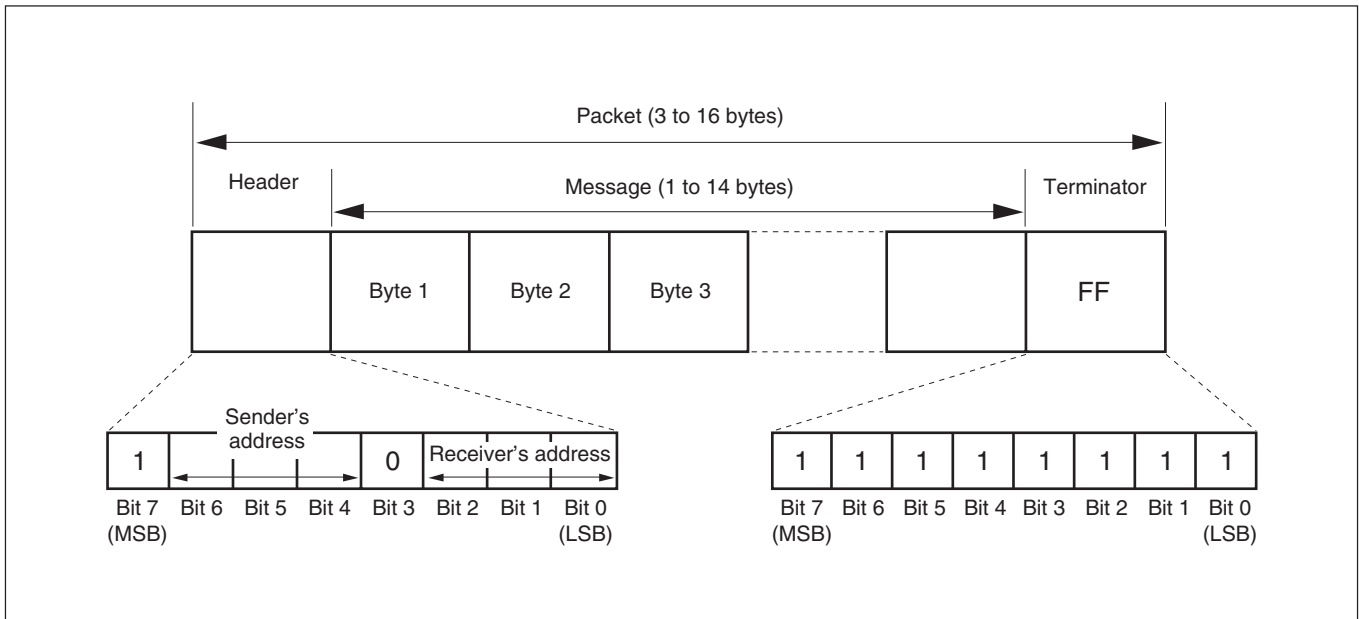 Packet (3 to 16 bytes)
Header
Message (1 to 14 bytes)
Terminator
Byte 1
Byte 2
Byte 3
FF
Sender's
address
1
0
Receiver's address
Bit 7 Bit 6 Bit 5 Bit 4 Bit 3 Bit 2 Bit 1 Bit 0
(MSB)
(LSB)
1 1 1 1 1 1 1 1
Bit 7 Bit 6 Bit 5 Bit 4 Bit 3 Bit 2 Bit 1 Bit 0
(MSB)
(LSB)